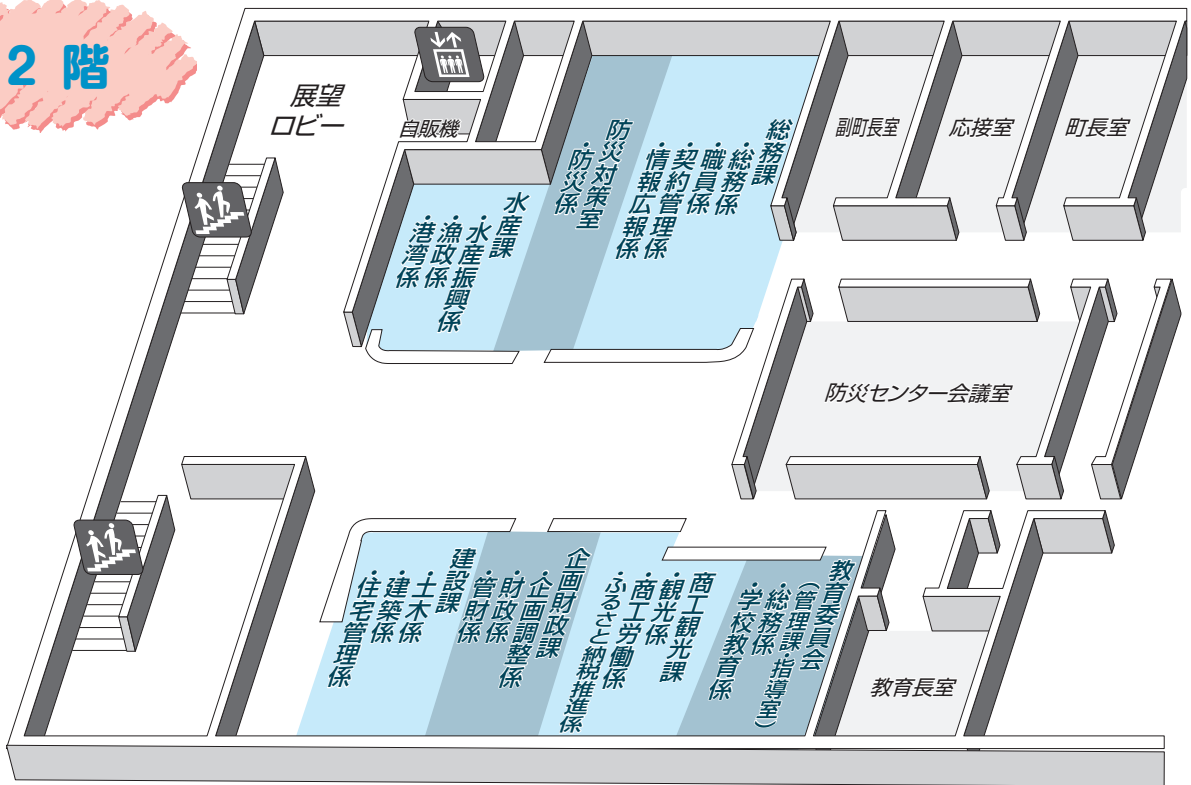 2 階
展望
ロビー
自販機
水産課
・水産振興係
・漁政係
・港湾係
防災対策室
・防災係
総務課
・総務係
・職員係
・契約管理係
・情報広報係
副町長室
応接室
町長室
防災センター会議室
建設課
・土木係
・建築係
・住宅管理係
企画財政課
・企画調整係
・財政係
・管財係
商工観光課
・観光係
・商工労働係
・ふるさと納税推進係
教育委員会
（管理課・指導室）
・総務係
・学校教育係
教育長室